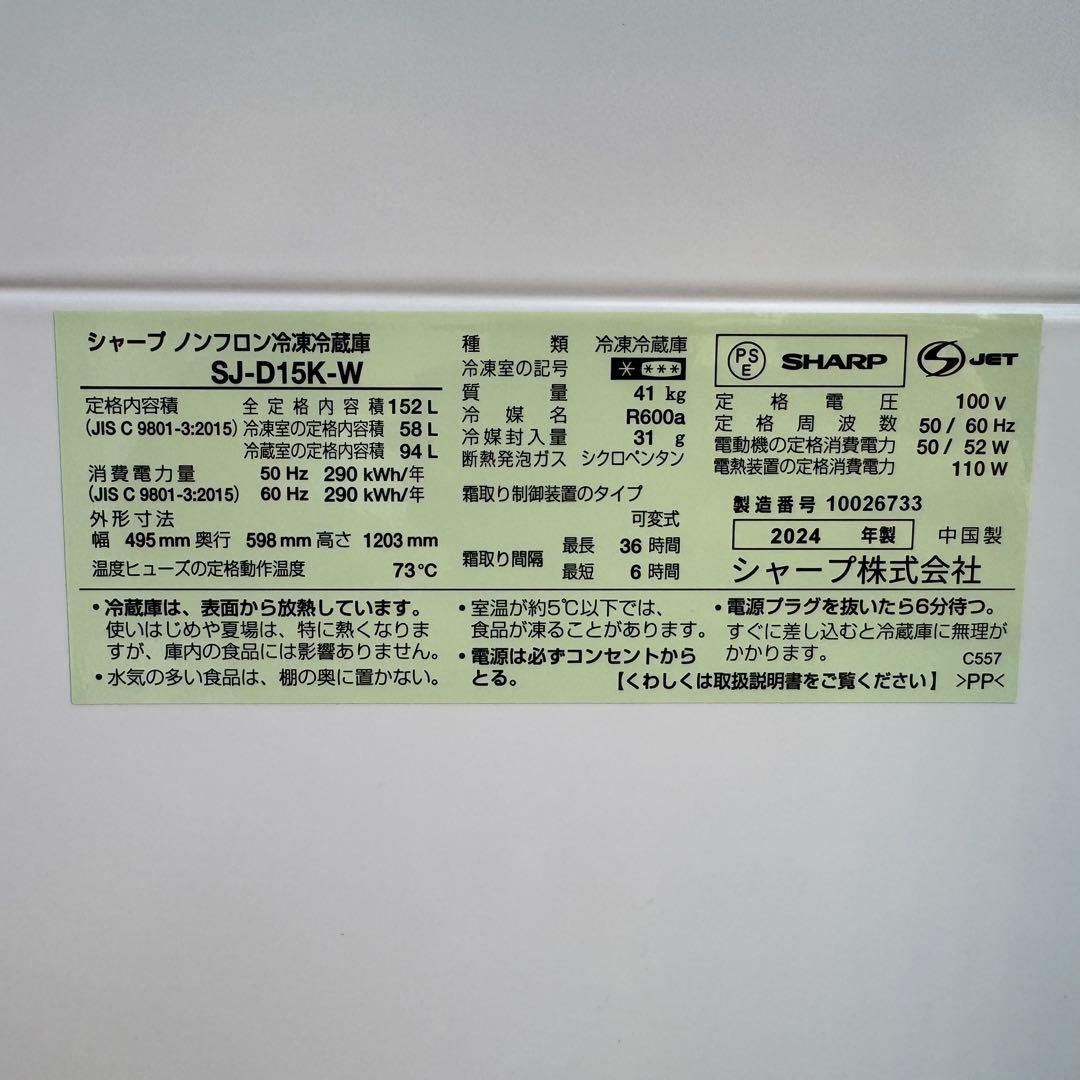 シャープ ノンフロン冷凍冷蔵庫
SJ-D15K-W
定格内容積 全定格内容積 152 L
(JIS C 9801-3:2015) 冷凍室の定格内容積 58 L
冷蔵室の定格内容積 94 L
消費電力量 50 Hz 290 kWh/年
(JIS C 9801-3:2015) 60 Hz 290 kWh/年
外形寸法
幅 495 mm 奥行 598 mm 高さ 1203 mm
温度ヒューズの定格動作温度 73℃
種類 冷凍冷蔵庫
冷凍室の記号 * ***
質量 41 kg
冷媒名 R600a
冷媒封入量 31 g
断熱発泡ガス シクロペンタン
霜取り制御装置のタイプ
可変式
霜取り間隔 最長 36 時間
最短 6 時間
PSE SHARP JET
定格電圧 100 V
定格周波数 50 / 60 Hz
電動機の定格消費電力 50 / 52 W
電熱装置の定格消費電力 110 W
製造番号 10026733
2024 年製 中国製
シャープ株式会社
・冷蔵庫は、表面から放熱しています。
使いはじめや夏場は、特に熱くなりま
すが、庫内の食品には影響ありません。
・水気の多い食品は、棚の奥に置かない。
・室温が約5℃以下では、
食品が凍ることがあります。
・電源は必ずコンセントから
とる。
・電源プラグを抜いたら6分待つ。
すぐに差し込むと冷蔵庫に無理が
かかります。 C557
【くわしくは取扱説明書をご覧ください】 >PP<